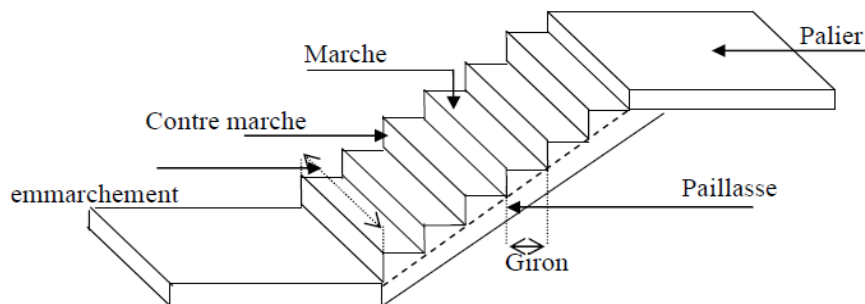 Palier
Marche
Contre marche
emmarchement
Paillasse
Giron